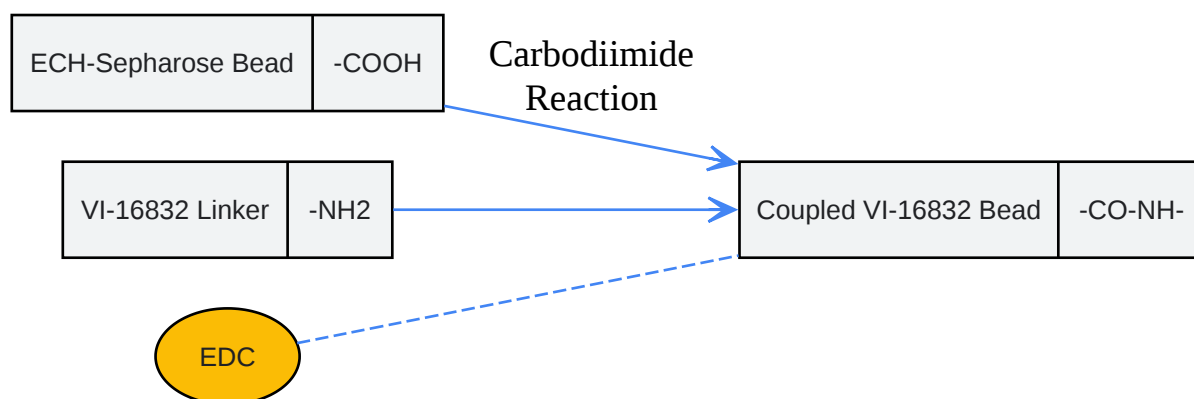 ECH-Sepharose Bead
-COOH
Carbodiimide
Reaction
VI-16832 Linker
-NH2
Coupled VI-16832 Bead
-CO-NH-
EDC